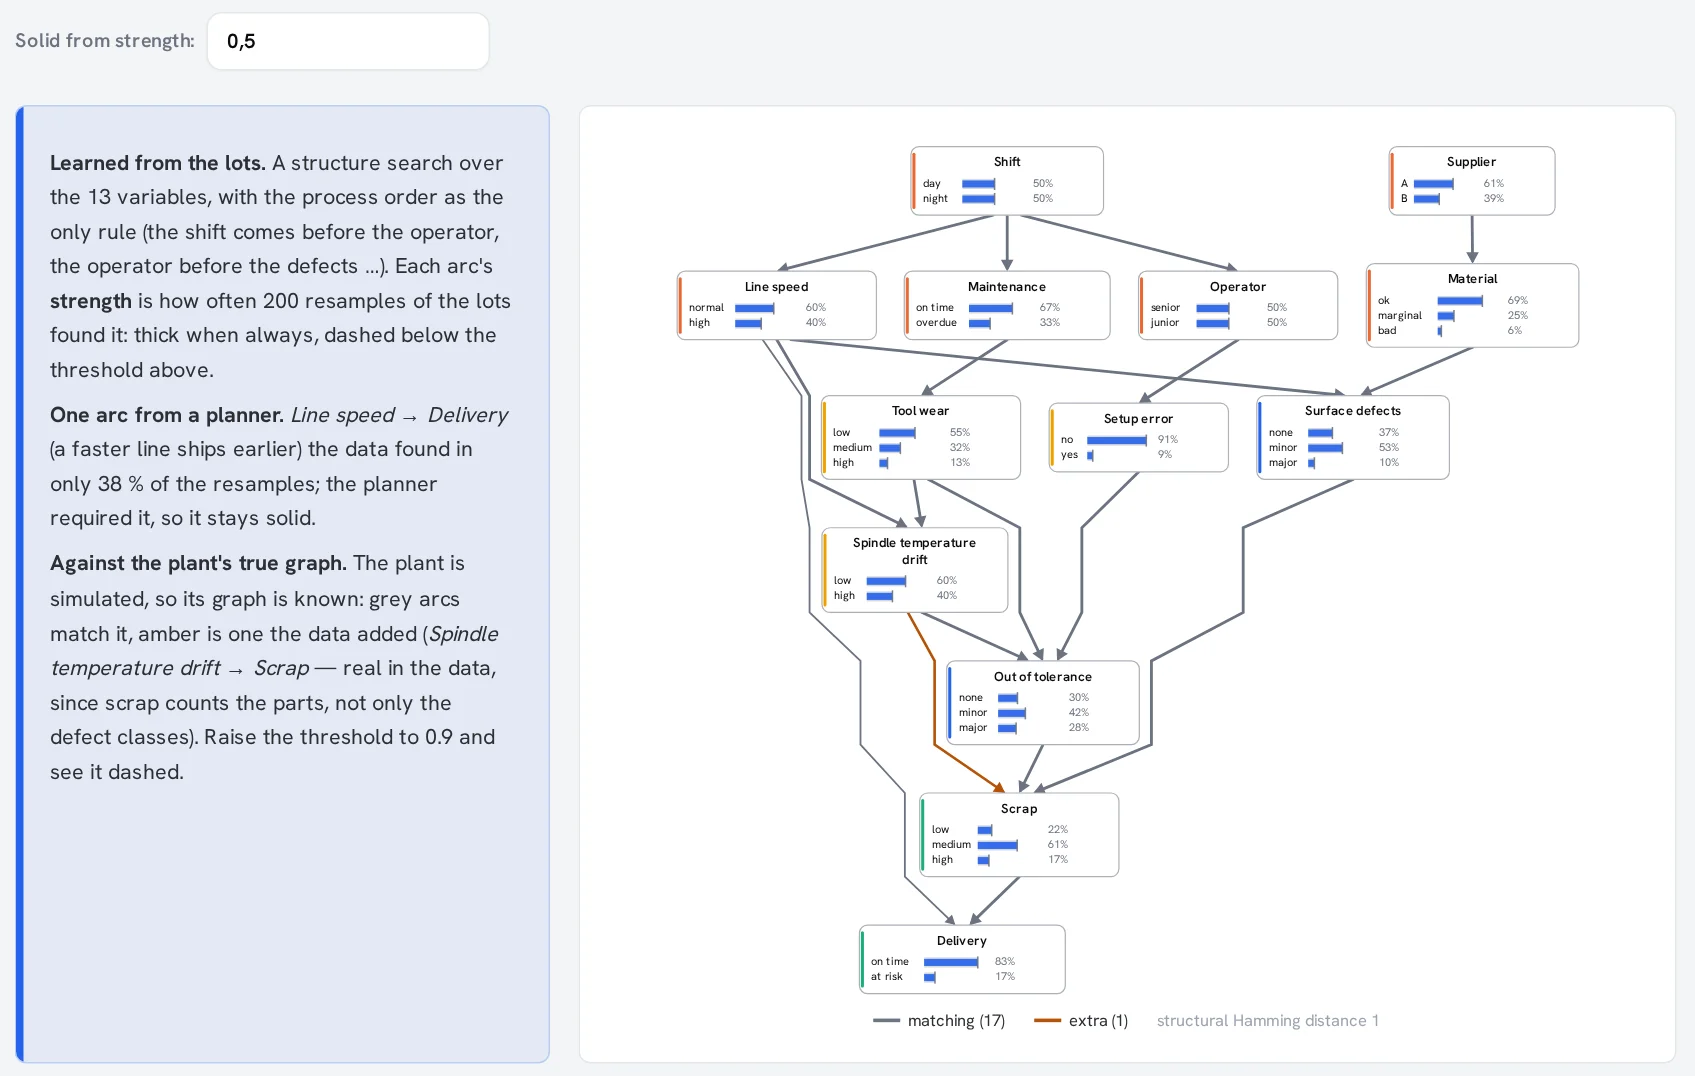 Solid from strength: 0,5
Learned from the lots. A structure search over
the 13 variables, with the process order as the
only rule (the shift comes before the operator,
the operator before the defects ...). Each arc's
strength is how often 200 resamples of the lots
found it: thick when always, dashed below the
threshold above.
One arc from a planner. Line speed → Delivery
(a faster line ships earlier) the data found in
only 38 % of the resamples; the planner
required it, so it stays solid.
Against the plant's true graph. The plant is
simulated, so its graph is known: grey arcs
match it, amber is one the data added (Spindle
temperature drift → Scrap — real in the data,
since scrap counts the parts, not only the
defect classes). Raise the threshold to 0.9 and
see it dashed.
Shift
day 50%
night 50%
Supplier
A 61%
B 39%
Line speed
normal 60%
high 40%
Maintenance
on time 67%
overdue 33%
Operator
senior 50%
junior 50%
Material
ok 69%
marginal 25%
bad 6%
Tool wear
low 55%
medium 32%
high 13%
Setup error
no 91%
yes 9%
Surface defects
none 37%
minor 53%
major 10%
Spindle temperature
drift
low 60%
high 40%
Out of tolerance
none 30%
minor 42%
major 28%
Scrap
low 22%
medium 61%
high 17%
Delivery
on time 83%
at risk 17%
matching (17) extra (1) structural Hamming distance 1